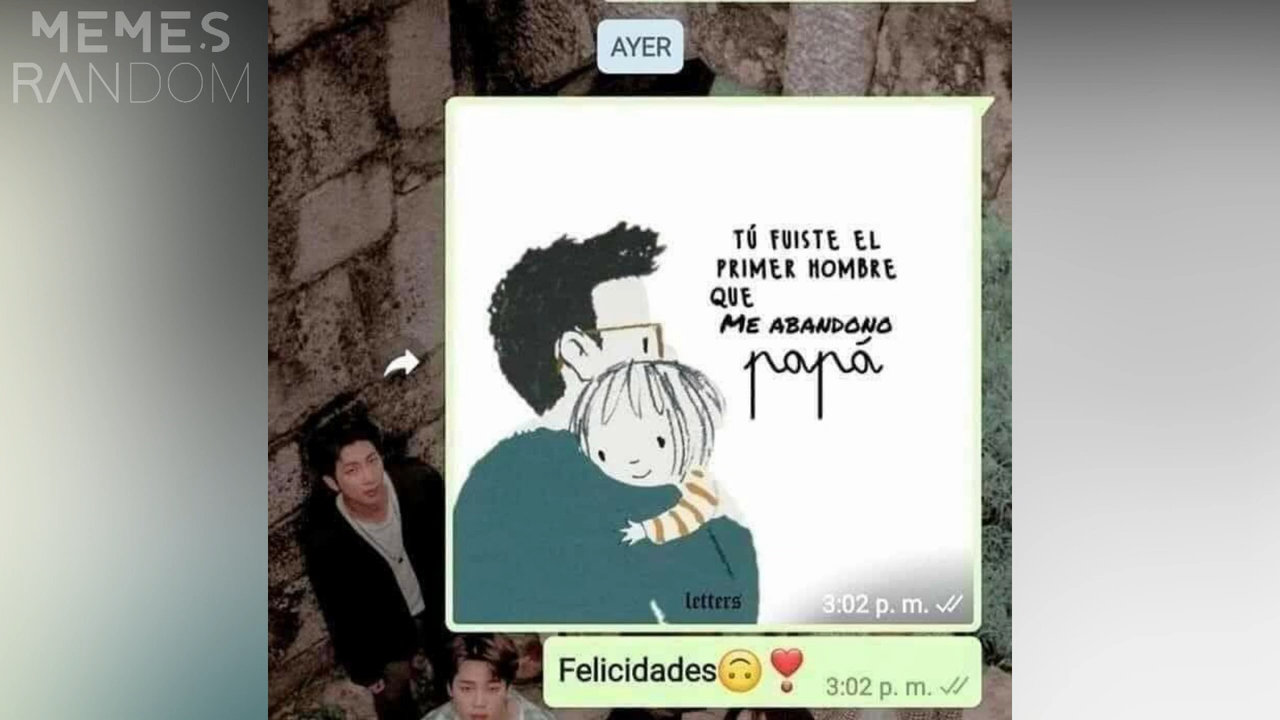 MEMES
RANDOM
AYER
TÚ FUISTE EL
PRIMER HOMBRE
QUE
ME ABANDONO
papá
letters
3:02 p. m.
Felicidades🙃❣️
3:02 p. m.